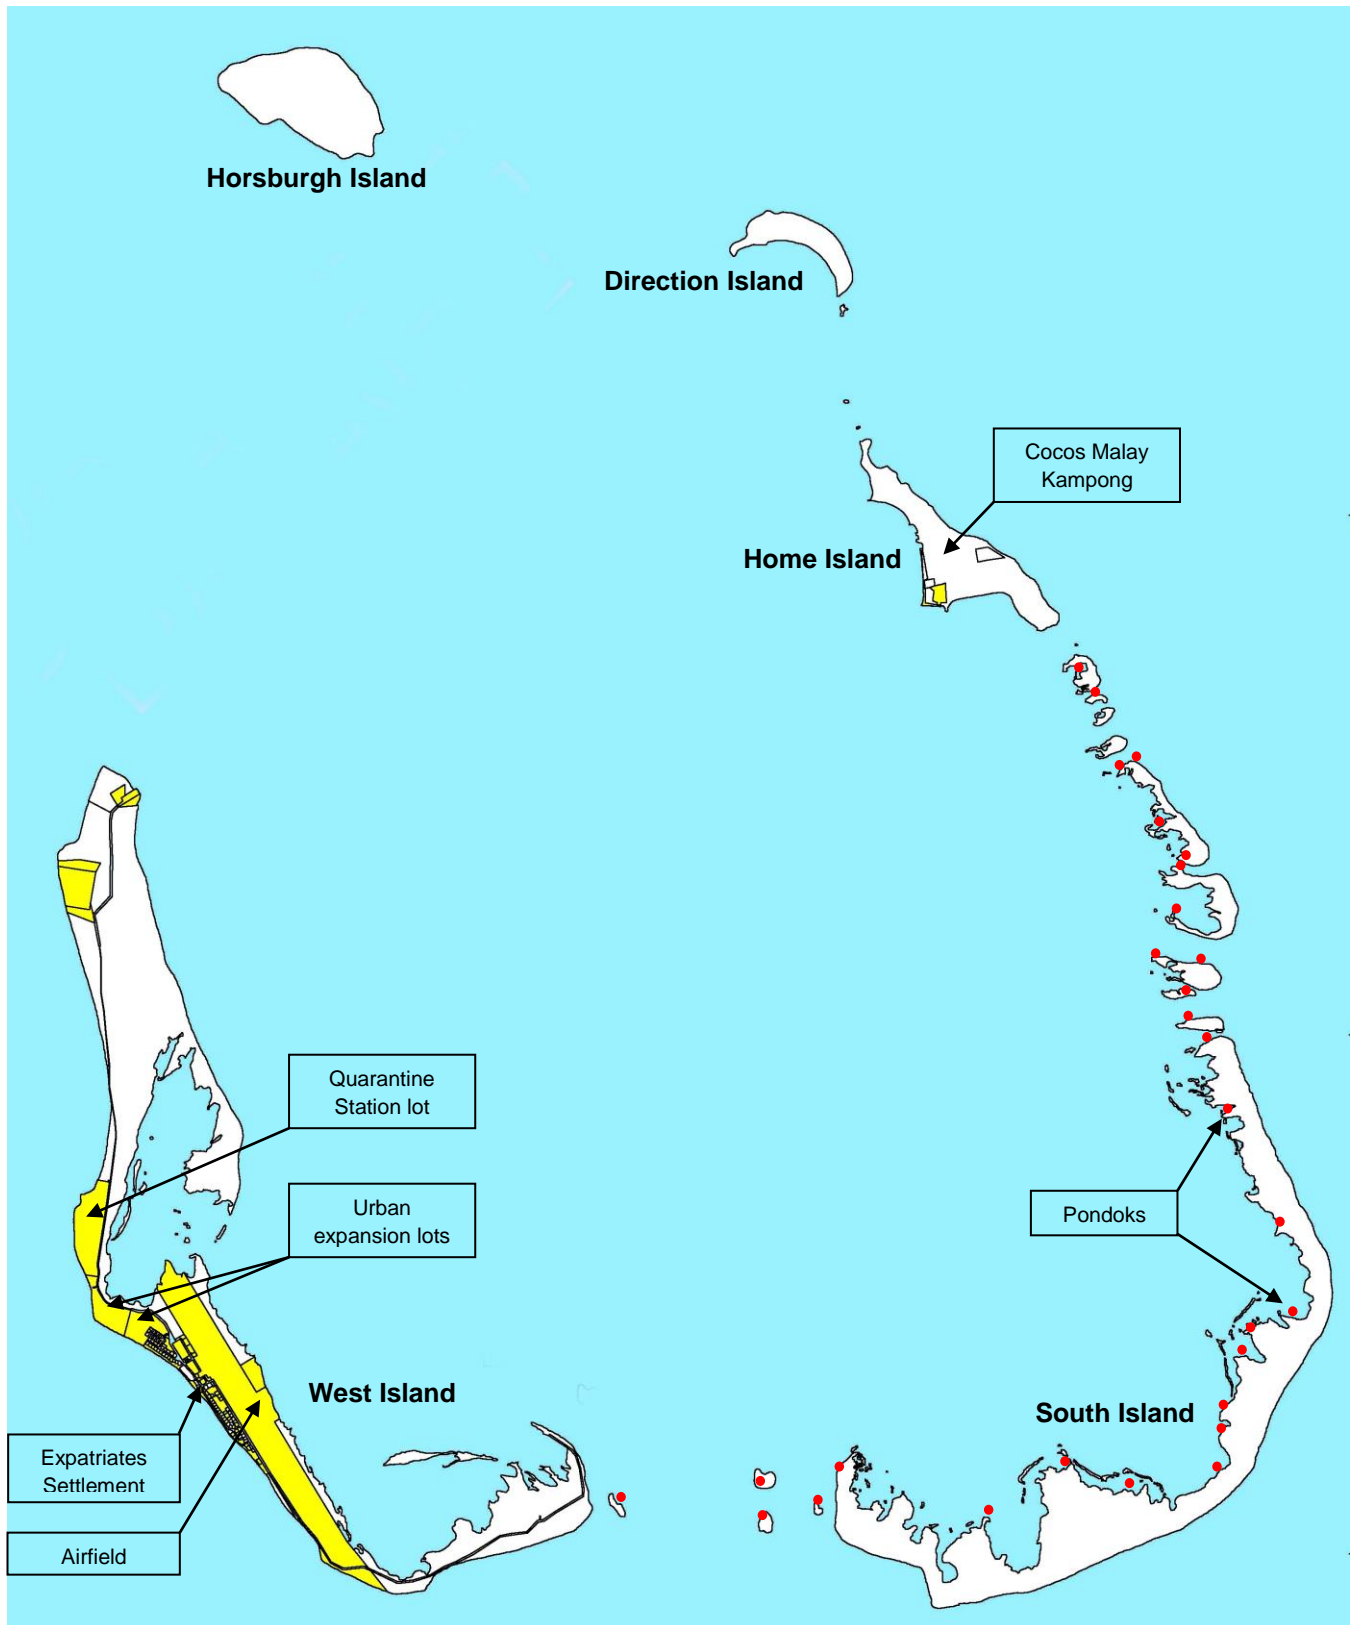 Horsburgh Island
Direction Island
Cocos Malay
Kampong
Home Island
Quarantine
Station lot
Urban
expansion lots
Pondoks
West Island
South Island
Expatriates
Settlement
Airfield